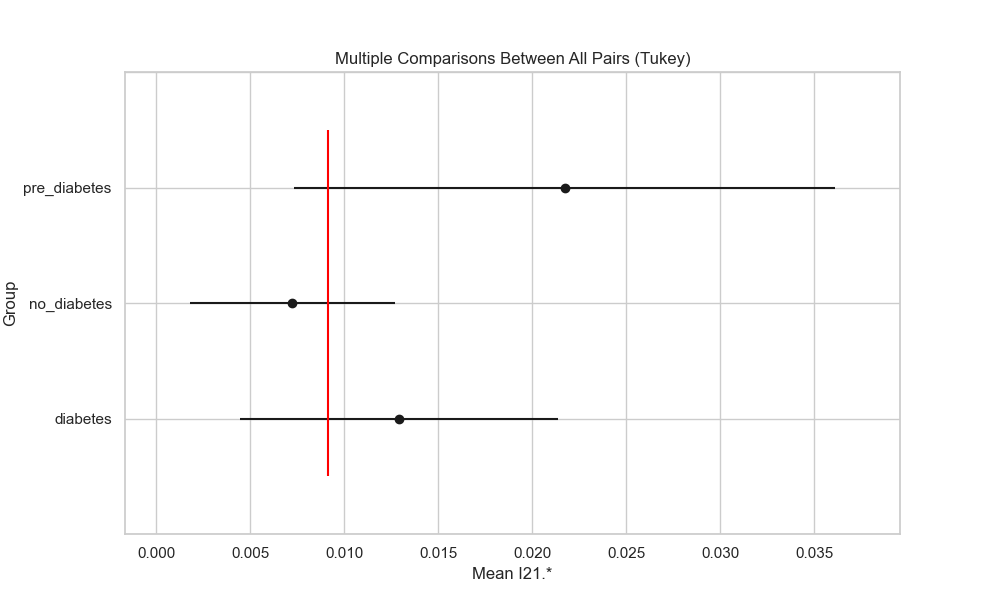 Multiple Comparisons Between All Pairs (Tukey)
pre_diabetes
no_diabetes
diabetes
Group
0.000 0.005 0.010 0.015 0.020 0.025 0.030 0.035
Mean I21.*